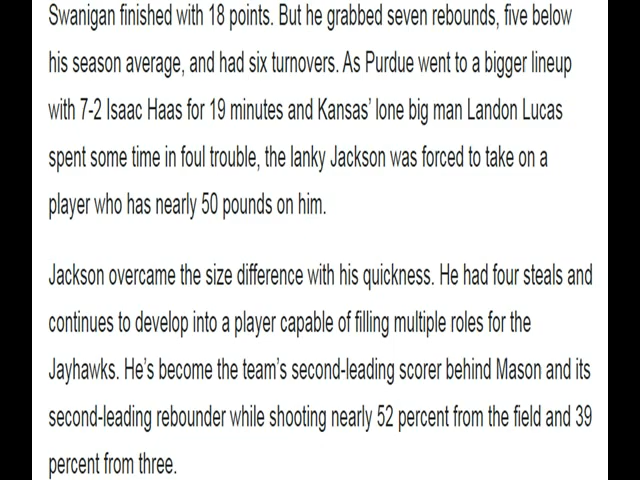 Swanigan finished with 18 points. But he grabbed seven rebounds, five below
his season average, and had six turnovers. As Purdue went to a bigger lineup
with 7-2 Isaac Haas for 19 minutes and Kansas’ lone big man Landon Lucas
spent some time in foul trouble, the lanky Jackson was forced to take on a
player who has nearly 50 pounds on him.
Jackson overcame the size difference with his quickness. He had four steals and
continues to develop into a player capable of filling multiple roles for the
Jayhawks. He’s become the team’s second-leading scorer behind Mason and its
second-leading rebounder while shooting nearly 52 percent from the field and 39
percent from three.